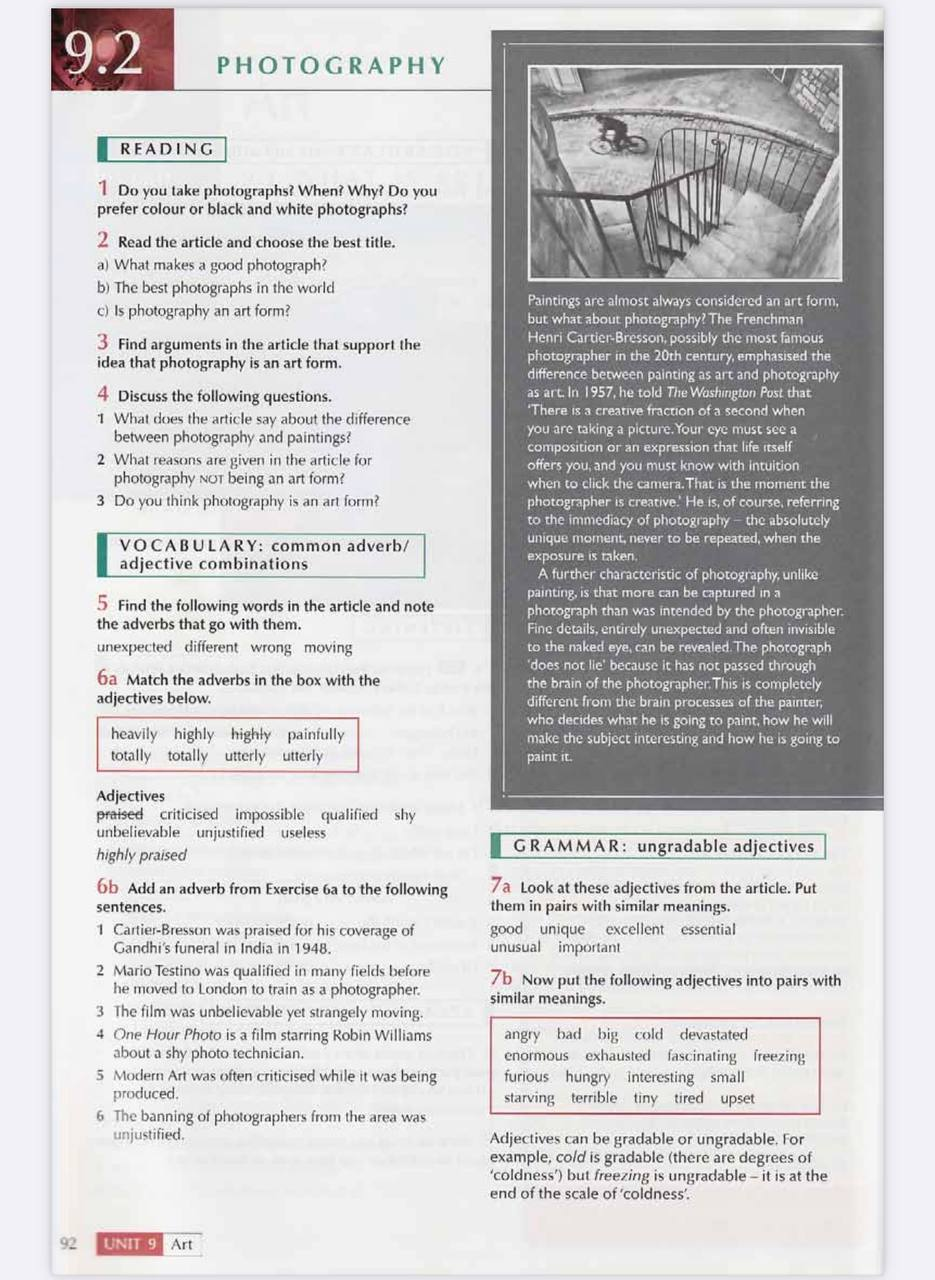 9.2
PHOTOGRAPHY
READING
1 Do you take photographs? When? Why? Do you
prefer colour or black and white photographs?
2 Read the article and choose the best title.
a) What makes a good photograph?
b) The best photographs in the world
c) Is photography an art form?
3 Find arguments in the article that support the
idea that photography is an art form.
4 Discuss the following questions.
1 What does the article say about the difference
between photography and paintings?
2 What reasons are given in the article for
photography NOT being an art form?
3 Do you think photography is an art form?
VOCABULARY: common adverb/
adjective combinations
5 Find the following words in the article and note
the adverbs that go with them.
unexpected different wrong moving
6a Match the adverbs in the box with the
adjectives below.
heavily highly highly painfully
totally totally utterly utterly
Adjectives
praised criticised impossible qualified shy
unbelievable unjustified useless
highly praised
6b Add an adverb from Exercise 6a to the following
sentences.
1 Cartier-Bresson was praised for his coverage of
Gandhi's funeral in India in 1948.
2 Mario Testino was qualified in many fields before
he moved to London to train as a photographer.
3 The film was unbelievable yet strangely moving.
4 One Hour Photo is a film starring Robin Williams
about a shy photo technician.
5 Modern Art was often criticised while it was being
produced.
6 The banning of photographers from the area was
unjustified.
Paintings are almost always considered an art form,
but what about photography? The Frenchman
Henri Cartier-Bresson, possibly the most famous
photographer in the 20th century, emphasised the
difference between painting as art and photography
as art. In 1957, he told The Washington Post that
'There is a creative fraction of a second when
you are taking a picture. Your eye must see a
composition or an expression that life itself
offers you, and you must know with intuition
when to click the camera. That is the moment the
photographer is creative.' He is, of course, referring
to the immediacy of photography – the absolutely
unique moment, never to be repeated, when the
exposure is taken.
A further characteristic of photography, unlike
painting, is that more can be captured in a
photograph than was intended by the photographer.
Fine details, entirely unexpected and often invisible
to the naked eye, can be revealed. The photograph
'does not lie' because it has not passed through
the brain of the photographer. This is completely
different from the brain processes of the painter,
who decides what he is going to paint, how he will
make the subject interesting and how he is going to
paint it.
GRAMMAR: ungradable adjectives
7a Look at these adjectives from the article. Put
them in pairs with similar meanings.
good unique excellent essential
unusual important
7b Now put the following adjectives into pairs with
similar meanings.
angry bad big cold devastated
enormous exhausted fascinating freezing
furious hungry interesting small
starving terrible tiny tired upset
Adjectives can be gradable or ungradable. For
example, cold is gradable (there are degrees of
'coldness') but freezing is ungradable – it is at the
end of the scale of 'coldness'.
92 UNIT 9 Art